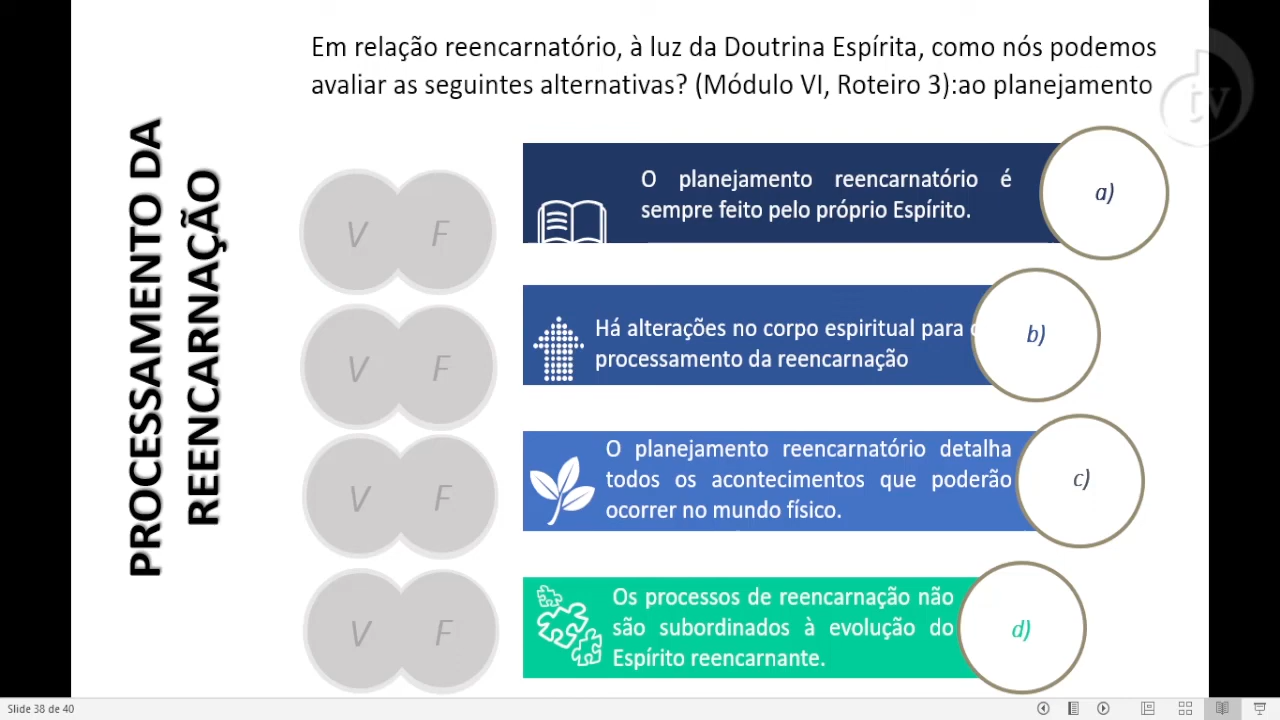 Em relação reencarnatório, à luz da Doutrina Espírita, como nós podemos
avaliar as seguintes alternativas? (Módulo VI, Roteiro 3):ao planejamento
PROCESSAMENTO DA
REENCARNAÇÃO
V F
O planejamento reencarnatório é
sempre feito pelo próprio Espírito.
a)
V F
Há alterações no corpo espiritual para
processamento da reencarnação
b)
V F
O planejamento reencarnatório detalha
todos os acontecimentos que poderão
ocorrer no mundo físico.
c)
V F
Os processos de reencarnação não
são subordinados à evolução do
Espírito reencarnante.
d)
tv
Slide 38 de 40